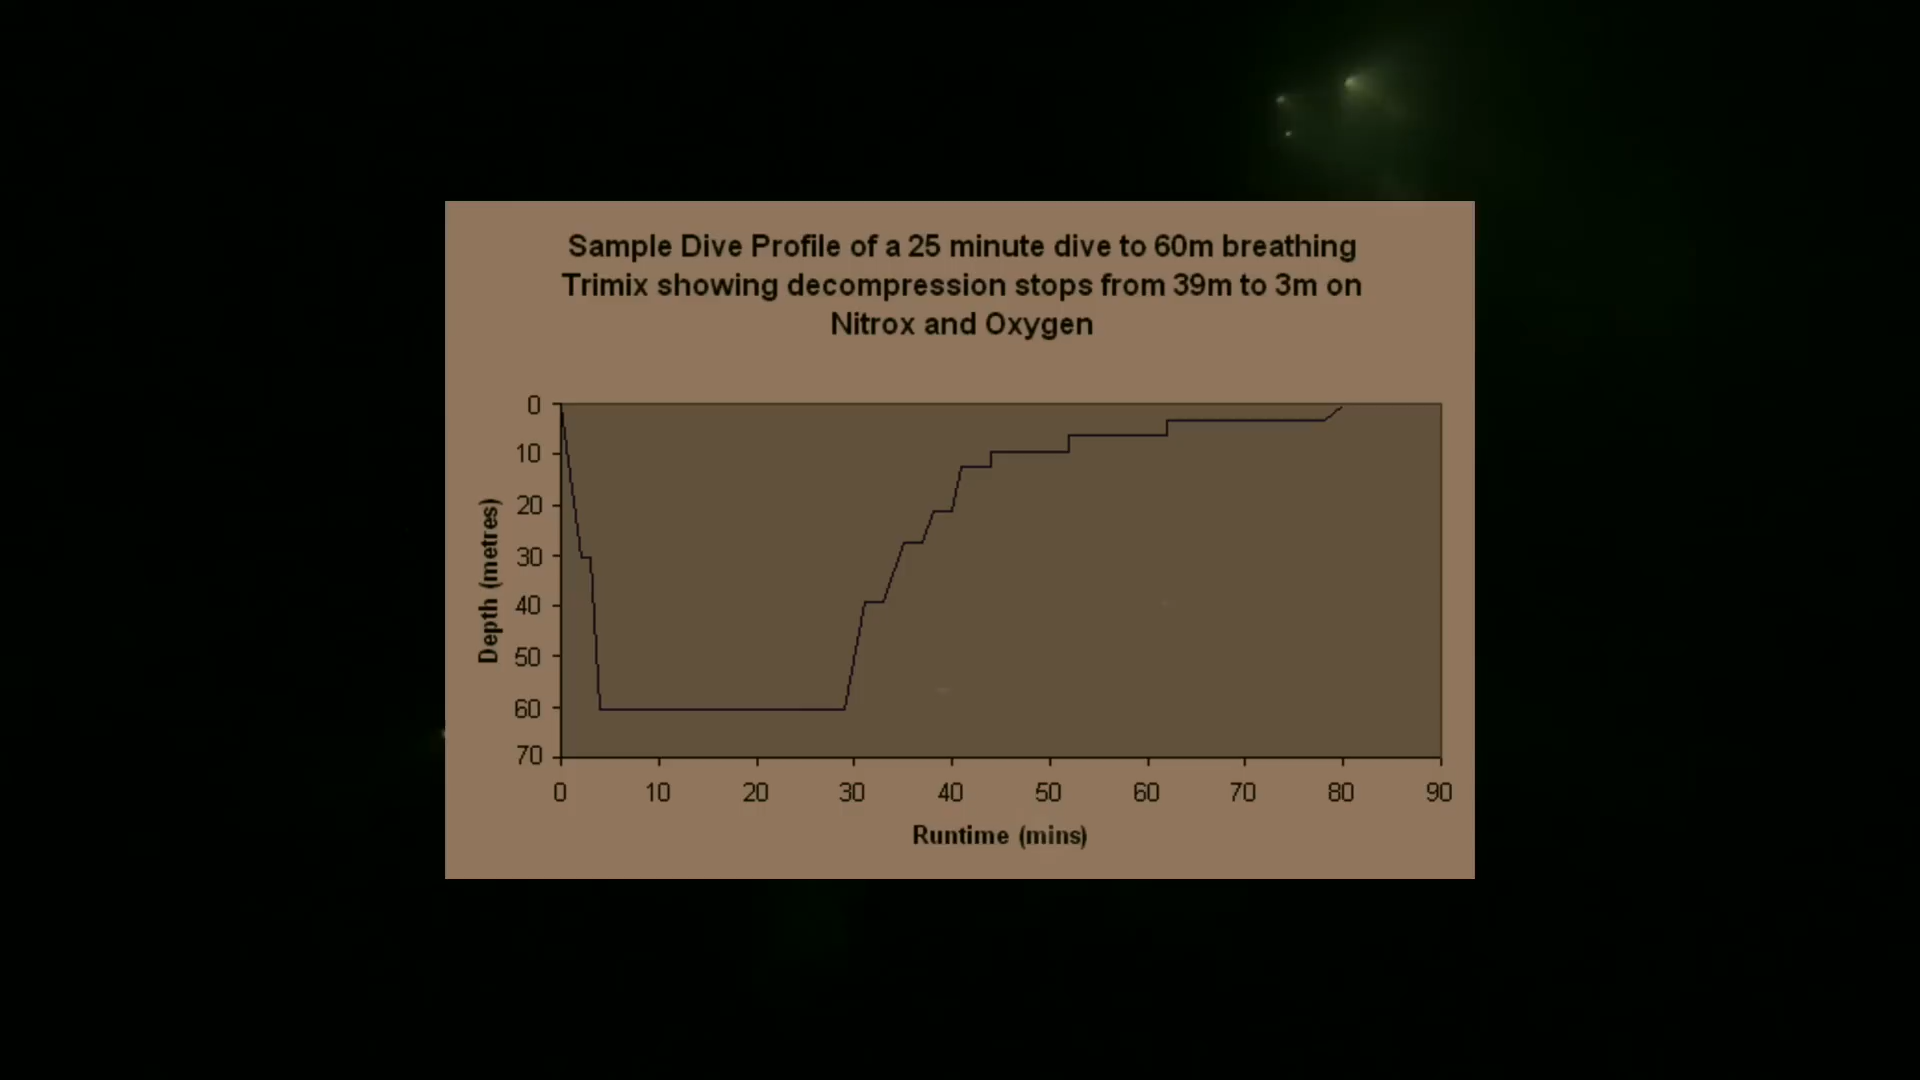 Sample Dive Profile of a 25 minute dive to 60m breathing
Trimix showing decompression stops from 39m to 3m on
Nitrox and Oxygen
0
10
20
30
40
50
60
70
Depth (metres)
0 10 20 30 40 50 60 70 80 90
Runtime (mins)